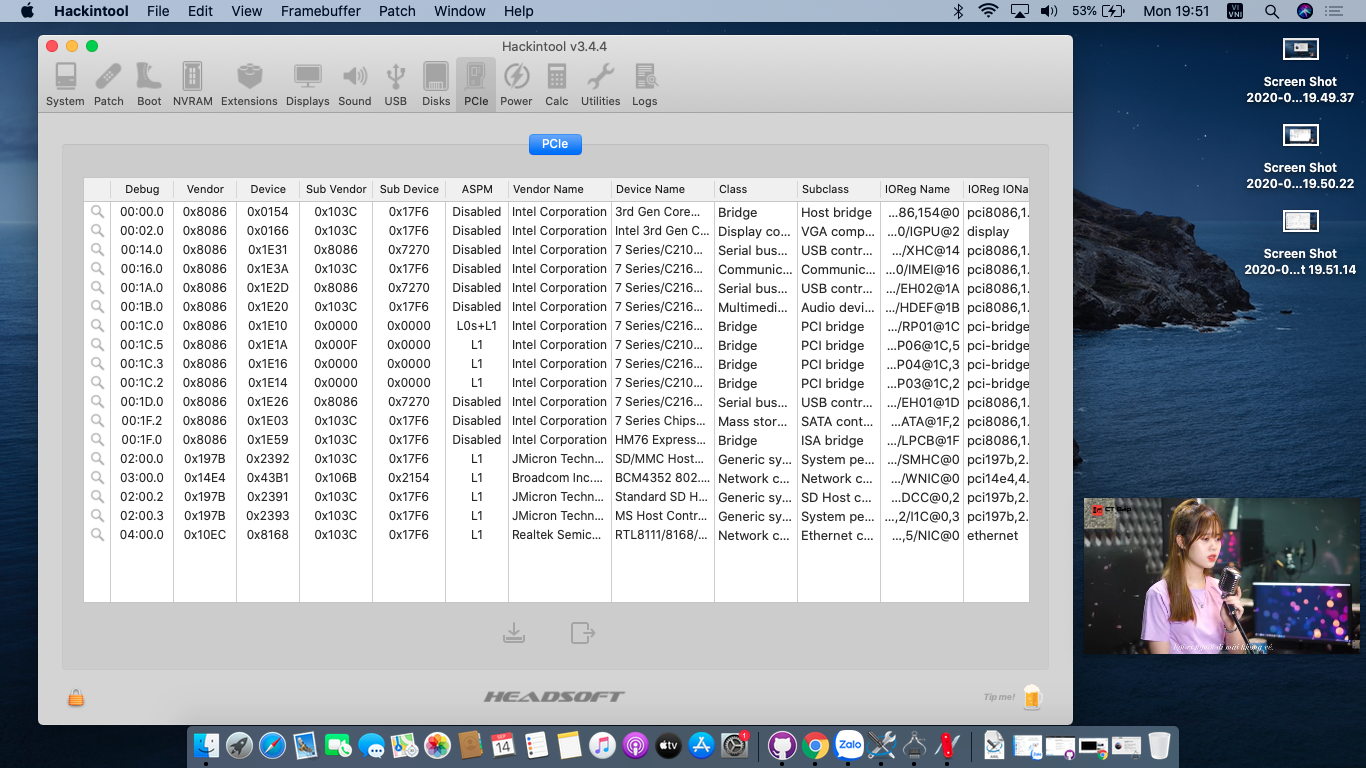 Hackintool File Edit View Framebuffer Patch Window Help 53% Mon 19:51 VI VNI
Hackintool v3.4.4
System Patch Boot NVRAM Extensions Displays Sound USB Disks PCIe Power Calc Utilities Logs
PCIe
Debug Vendor Device Sub Vendor Sub Device ASPM Vendor Name Device Name Class Subclass IOReg Name IOReg IONa
00:00.0 0x8086 0x0154 0x103C 0x17F6 Disabled Intel Corporation 3rd Gen Core... Bridge Host bridge ...86,154@0 pci8086,1.
00:02.0 0x8086 0x0166 0x103C 0x17F6 Disabled Intel Corporation Intel 3rd Gen C... Display co... VGA comp... ...0/IGPU@2 display
00:14.0 0x8086 0x1E31 0x8086 0x7270 Disabled Intel Corporation 7 Series/C210... Serial bus... USB contr... .../XHC@14 pci8086,1.
00:16.0 0x8086 0x1E3A 0x103C 0x17F6 Disabled Intel Corporation 7 Series/C216... Communic... Communic... ...0/IMEI@16 pci8086,1.
00:1A.0 0x8086 0x1E2D 0x8086 0x7270 Disabled Intel Corporation 7 Series/C216... Serial bus... USB contr... .../EH02@1A pci8086,1.
00:1B.0 0x8086 0x1E20 0x103C 0x17F6 Disabled Intel Corporation 7 Series/C216... Multimedi... Audio devi... .../HDEF@1B pci8086,1.
00:1C.0 0x8086 0x1E10 0x0000 0x0000 L0s+L1 Intel Corporation 7 Series/C216... Bridge PCI bridge .../RP01@1C pci-bridge
00:1C.5 0x8086 0x1E1A 0x000F 0x0000 L1 Intel Corporation 7 Series/C210... Bridge PCI bridge ...P06@1C,5 pci-bridge
00:1C.3 0x8086 0x1E16 0x0000 0x0000 L1 Intel Corporation 7 Series/C216... Bridge PCI bridge ...P04@1C,3 pci-bridge
00:1C.2 0x8086 0x1E14 0x0000 0x0000 L1 Intel Corporation 7 Series/C210... Bridge PCI bridge ...P03@1C,2 pci-bridge
00:1D.0 0x8086 0x1E26 0x8086 0x7270 Disabled Intel Corporation 7 Series/C216... Serial bus... USB contr... .../EH01@1D pci8086,1.
00:1F.2 0x8086 0x1E03 0x103C 0x17F6 Disabled Intel Corporation 7 Series Chips... Mass stor... SATA cont... ...ATA@1F,2 pci8086,1.
00:1F.0 0x8086 0x1E59 0x103C 0x17F6 Disabled Intel Corporation HM76 Express... Bridge ISA bridge .../LPCB@1F pci8086,1.
02:00.0 0x197B 0x2392 0x103C 0x17F6 L1 JMicron Techn... SD/MMC Host... Generic sy... System pe... .../SMHC@0 pci197b,2.
03:00.0 0x14E4 0x43B1 0x106B 0x2154 L1 Broadcom Inc.... BCM4352 802.... Network c... Network c... .../WNIC@0 pci14e4,4.
02:00.2 0x197B 0x2391 0x103C 0x17F6 L1 JMicron Techn... Standard SD H... Generic sy... SD Host c... ...DCC@0,2 pci197b,2.
02:00.3 0x197B 0x2393 0x103C 0x17F6 L1 JMicron Techn... MS Host Contr... Generic sy... System pe... ...,2/I1C@0,3 pci197b,2.
04:00.0 0x10EC 0x8168 0x103C 0x17F6 L1 Realtek Semic... RTL8111/8168/... Network c... Ethernet c... ...,5/NIC@0 ethernet
HEADSOFT
Tip me!
Screen Shot
2020-0...19.49.37
Screen Shot
2020-0...19.50.22
Screen Shot
2020-0...t 19.51.14
SEP
14
tv
1
Zalo